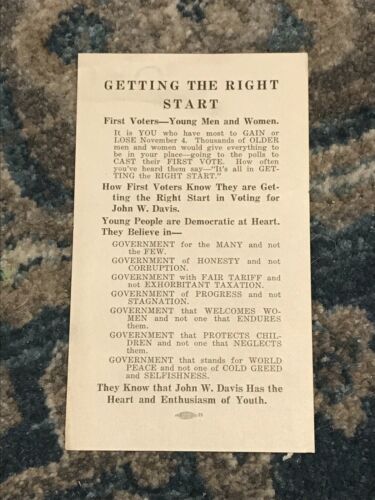 GETTING THE RIGHT
START
First Voters—Young Men and Women.
It is YOU who have most to GAIN or
LOSE November 4. Thousands of OLDER
men and women would give everything to
be in your place—going to the polls to
CAST their FIRST VOTE. How often
you've heard them say—"It's all in GET-
TING the RIGHT START."
How First Voters Know They are Get-
ting the Right Start in Voting for
John W. Davis.
Young People are Democratic at Heart.
They Believe in—
GOVERNMENT for the MANY and not
the FEW.
GOVERNMENT of HONESTY and not
CORRUPTION.
GOVERNMENT with FAIR TARIFF and
not EXHORBITANT TAXATION.
GOVERNMENT of PROGRESS and not
STAGNATION.
GOVERNMENT that WELCOMES WO-
MEN and not one that ENDURES
them.
GOVERNMENT that PROTECTS CHIL-
DREN and not one that NEGLECTS
them.
GOVERNMENT that stands for WORLD
PEACE and not one of COLD GREED
and SELFISHNESS.
They Know that John W. Davis Has the
Heart and Enthusiasm of Youth.